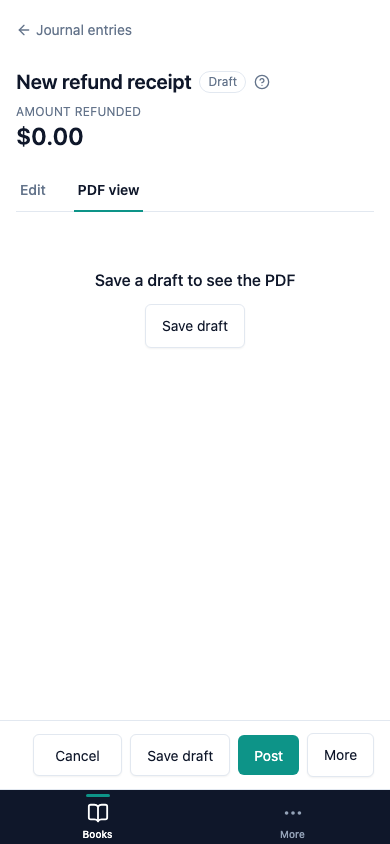 Journal entries
New refund receipt Draft
AMOUNT REFUNDED
$0.00
Edit PDF view
Save a draft to see the PDF
Save draft
Cancel Save draft Post More
Books More